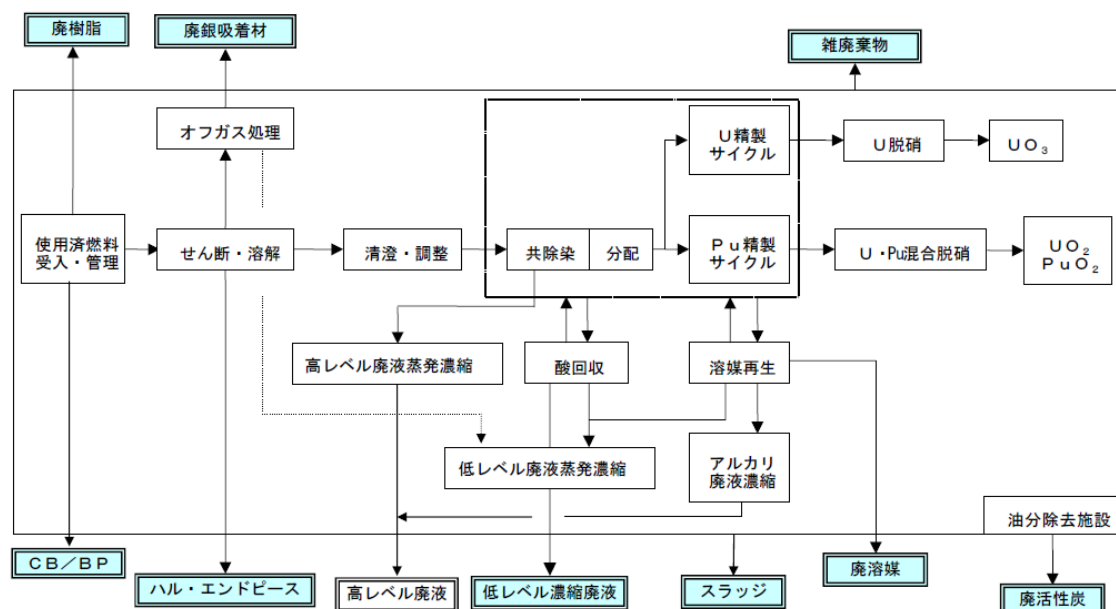 廃樹脂
廃銀吸着材
雑廃棄物
オフガス処理
U精製
サイクル
U脱硝
UO₃
使用済燃料
受入・管理
せん断・溶解
清澄・調整
共除染
分配
Pu精製
サイクル
U・Pu混合脱硝
UO₂
PuO₂
高レベル廃液蒸発濃縮
酸回収
溶媒再生
低レベル廃液蒸発濃縮
アルカリ
廃液濃縮
油分除去施設
CB/BP
ハル・エンドピース
高レベル廃液
低レベル濃縮廃液
スラッジ
廃溶媒
廃活性炭